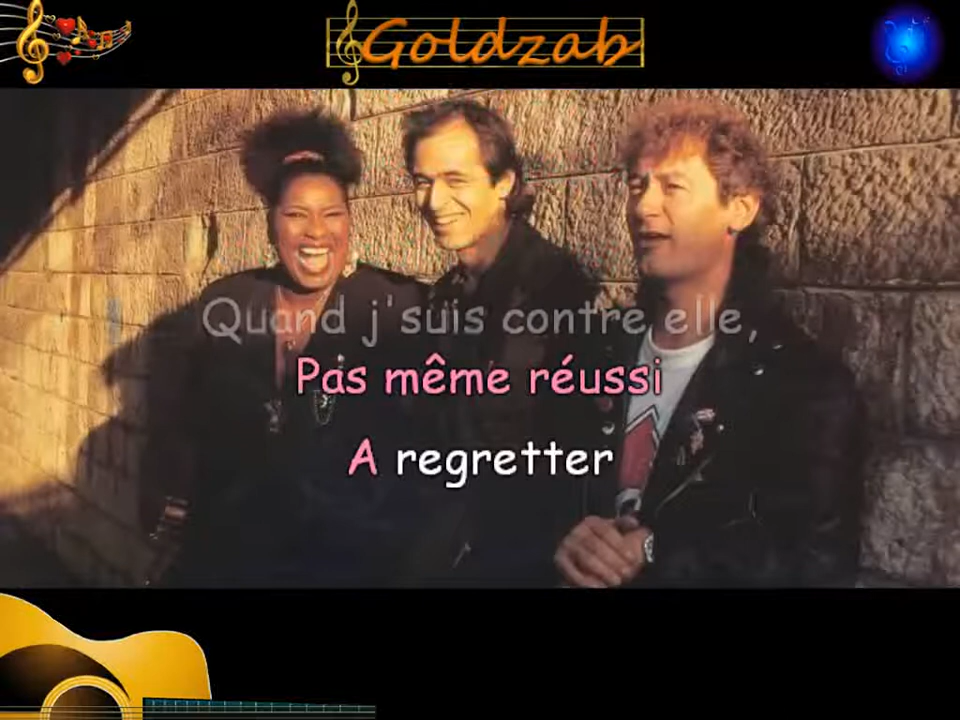 Goldzab
Quand j'suis contre elle,
Pas même réussi
A regretter